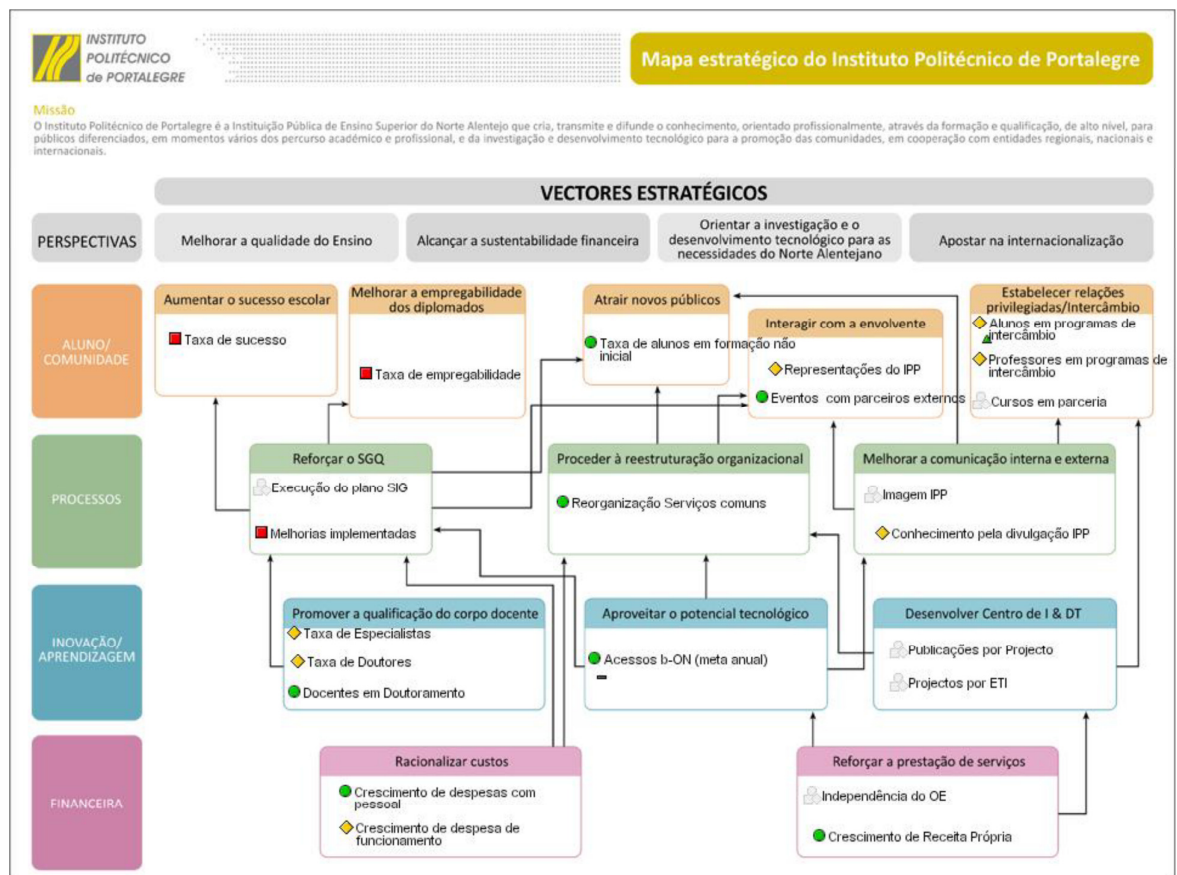 INSTITUTO
POLITÉCNICO
de PORTALEGRE
Mapa estratégico do Instituto Politécnico de Portalegre
Missão
O Instituto Politécnico de Portalegre é a Instituição Pública de Ensino Superior do Norte Alentejo que cria, transmite e difunde o conhecimento, orientado profissionalmente, através da formação e qualificação, de alto nível, para
públicos diferenciados, em momentos vários dos percurso académico e profissional, e da investigação e desenvolvimento tecnológico para a promoção das comunidades, em cooperação com entidades regionais, nacionais e
internacionais.
VECTORES ESTRATÉGICOS
PERSPECTIVAS
Melhorar a qualidade do Ensino
Alcançar a sustentabilidade financeira
Orientar a investigação e o
desenvolvimento tecnológico para as
necessidades do Norte Alentejano
Apostar na internacionalização
ALUNO/
COMUNIDADE
Aumentar o sucesso escolar
Taxa de sucesso
Melhorar a empregabilidade
dos diplomados
Taxa de empregabilidade
Atrair novos públicos
Taxa de alunos em formação não
inicial
Interagir com a envolvente
Representações do IPP
Eventos com parceiros externos
Estabelecer relações
privilegiadas/Intercâmbio
Alunos em programas de
intercâmbio
Professores em programas de
intercâmbio
Cursos em parceria
PROCESSOS
Reforçar o SGQ
Execução do plano SIG
Melhorias implementadas
Proceder à reestruturação organizacional
Reorganização Serviços comuns
Melhorar a comunicação interna e externa
Imagem IPP
Conhecimento pela divulgação IPP
INOVAÇÃO/
APRENDIZAGEM
Promover a qualificação do corpo docente
Taxa de Especialistas
Taxa de Doutores
Docentes em Doutoramento
Aproveitar o potencial tecnológico
Acessos b-ON (meta anual)
Desenvolver Centro de I & DT
Publicações por Projecto
Projectos por ETI
FINANCEIRA
Racionalizar custos
Crescimento de despesas com
pessoal
Crescimento de despesa de
funcionamento
Reforçar a prestação de serviços
Independência do OE
Crescimento de Receita Própria